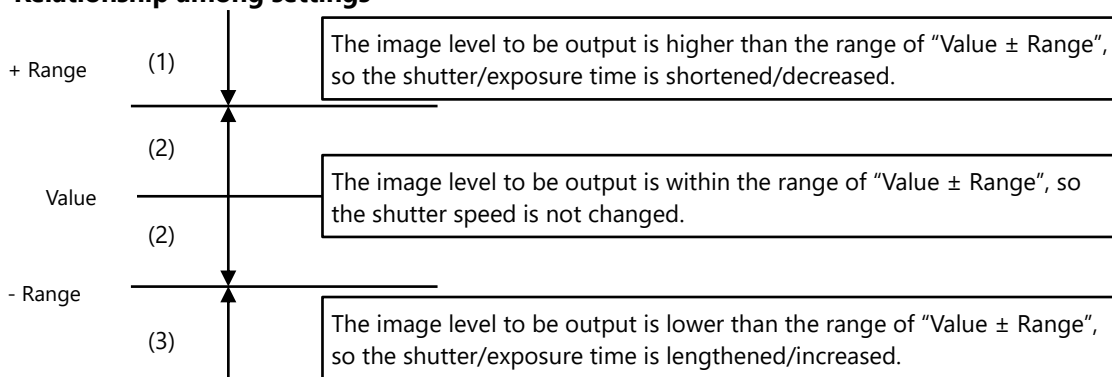 Relationship among settings
+ Range
(1)
The image level to be output is higher than the range of “Value ± Range”,
so the shutter/exposure time is shortened/decreased.
(2)
Value
The image level to be output is within the range of “Value ± Range”, so
the shutter speed is not changed.
(2)
- Range
(3)
The image level to be output is lower than the range of “Value ± Range”,
so the shutter/exposure time is lengthened/increased.